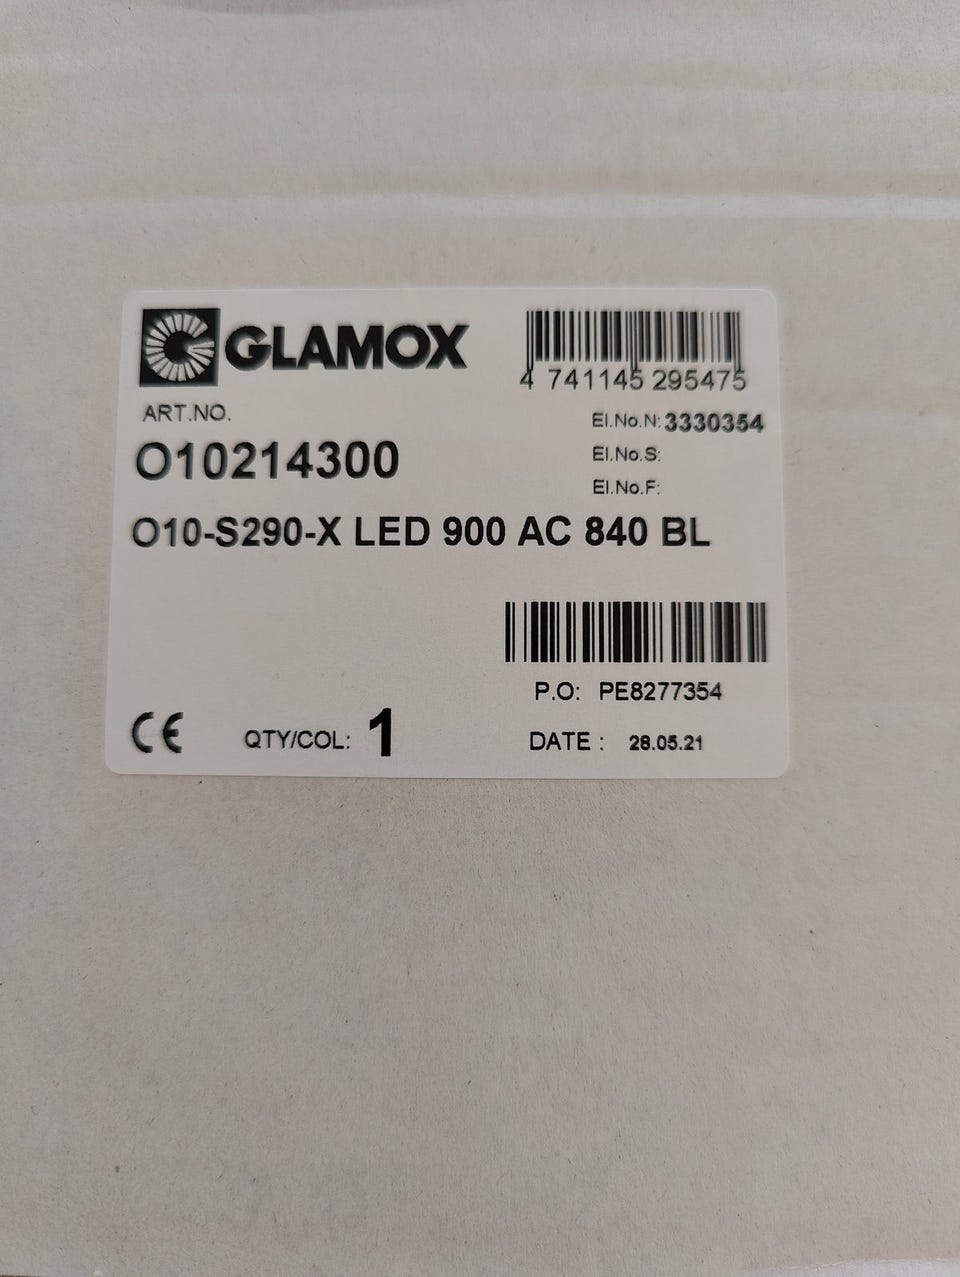 GLAMOX
4 741145 295475
ART.NO.
El.No.N: 3330354
O10214300
El.No.S:
El.No.F:
O10-S290-X LED 900 AC 840 BL
P.O: PE8277354
CE
QTY/COL: 1
DATE : 28.05.21